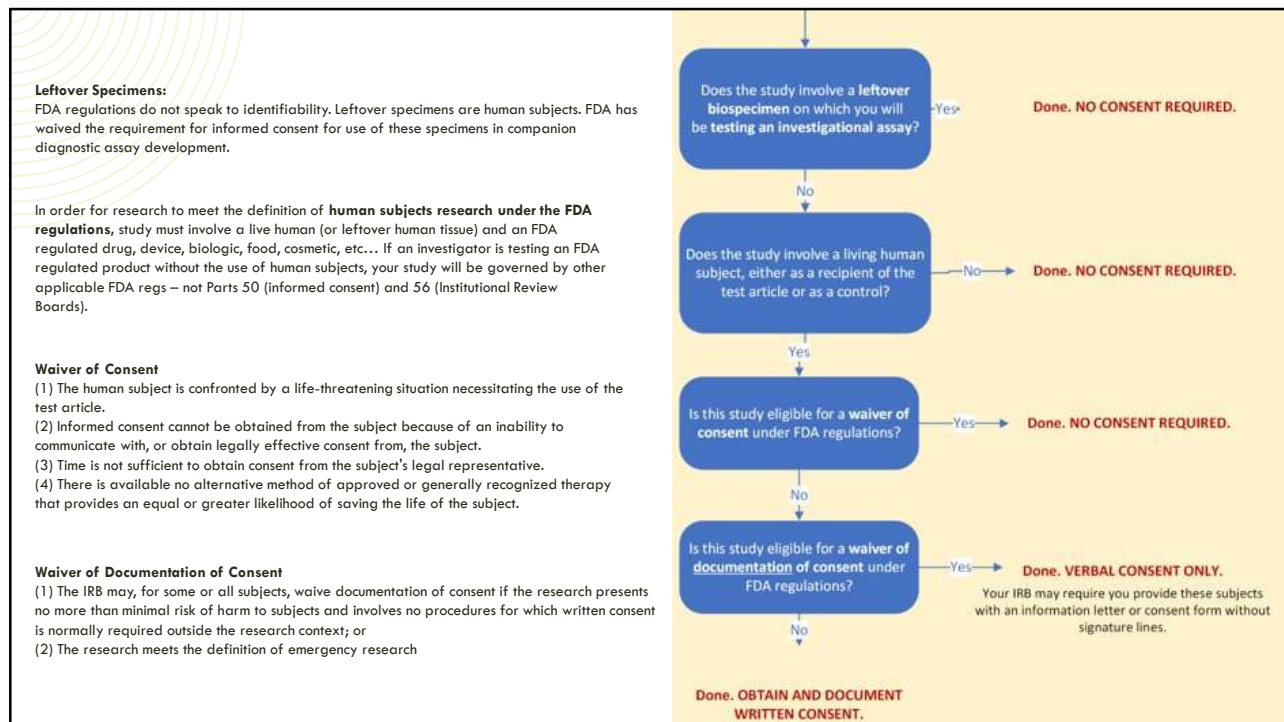 Leftover Specimens:
FDA regulations do not speak to identifiability. Leftover specimens are human subjects. FDA has
waived the requirement for informed consent for use of these specimens in companion
diagnostic assay development.
In order for research to meet the definition of human subjects research under the FDA
regulations, study must involve a live human (or leftover human tissue) and an FDA
regulated drug, device, biologic, food, cosmetic, etc… If an investigator is testing an FDA
regulated product without the use of human subjects, your study will be governed by other
applicable FDA regs – not Parts 50 (informed consent) and 56 (Institutional Review
Boards).
Waiver of Consent
(1) The human subject is confronted by a life-threatening situation necessitating the use of the
test article.
(2) Informed consent cannot be obtained from the subject because of an inability to
communicate with, or obtain legally effective consent from, the subject.
(3) Time is not sufficient to obtain consent from the subject's legal representative.
(4) There is available no alternative method of approved or generally recognized therapy
that provides an equal or greater likelihood of saving the life of the subject.
Waiver of Documentation of Consent
(1) The IRB may, for some or all subjects, waive documentation of consent if the research presents
no more than minimal risk of harm to subjects and involves no procedures for which written consent
is normally required outside the research context; or
(2) The research meets the definition of emergency research
Does the study involve a leftover
biospecimen on which you will
be testing an investigational assay?
Yes
Done. NO CONSENT REQUIRED.
No
Does the study involve a living human
subject, either as a recipient of the
test article or as a control?
No
Done. NO CONSENT REQUIRED.
Yes
Is this study eligible for a waiver of
consent under FDA regulations?
Yes
Done. NO CONSENT REQUIRED.
No
Is this study eligible for a waiver of
documentation of consent under
FDA regulations?
Yes
Done. VERBAL CONSENT ONLY.
Your IRB may require you provide these subjects
with an information letter or consent form without
signature lines.
No
Done. OBTAIN AND DOCUMENT
WRITTEN CONSENT.